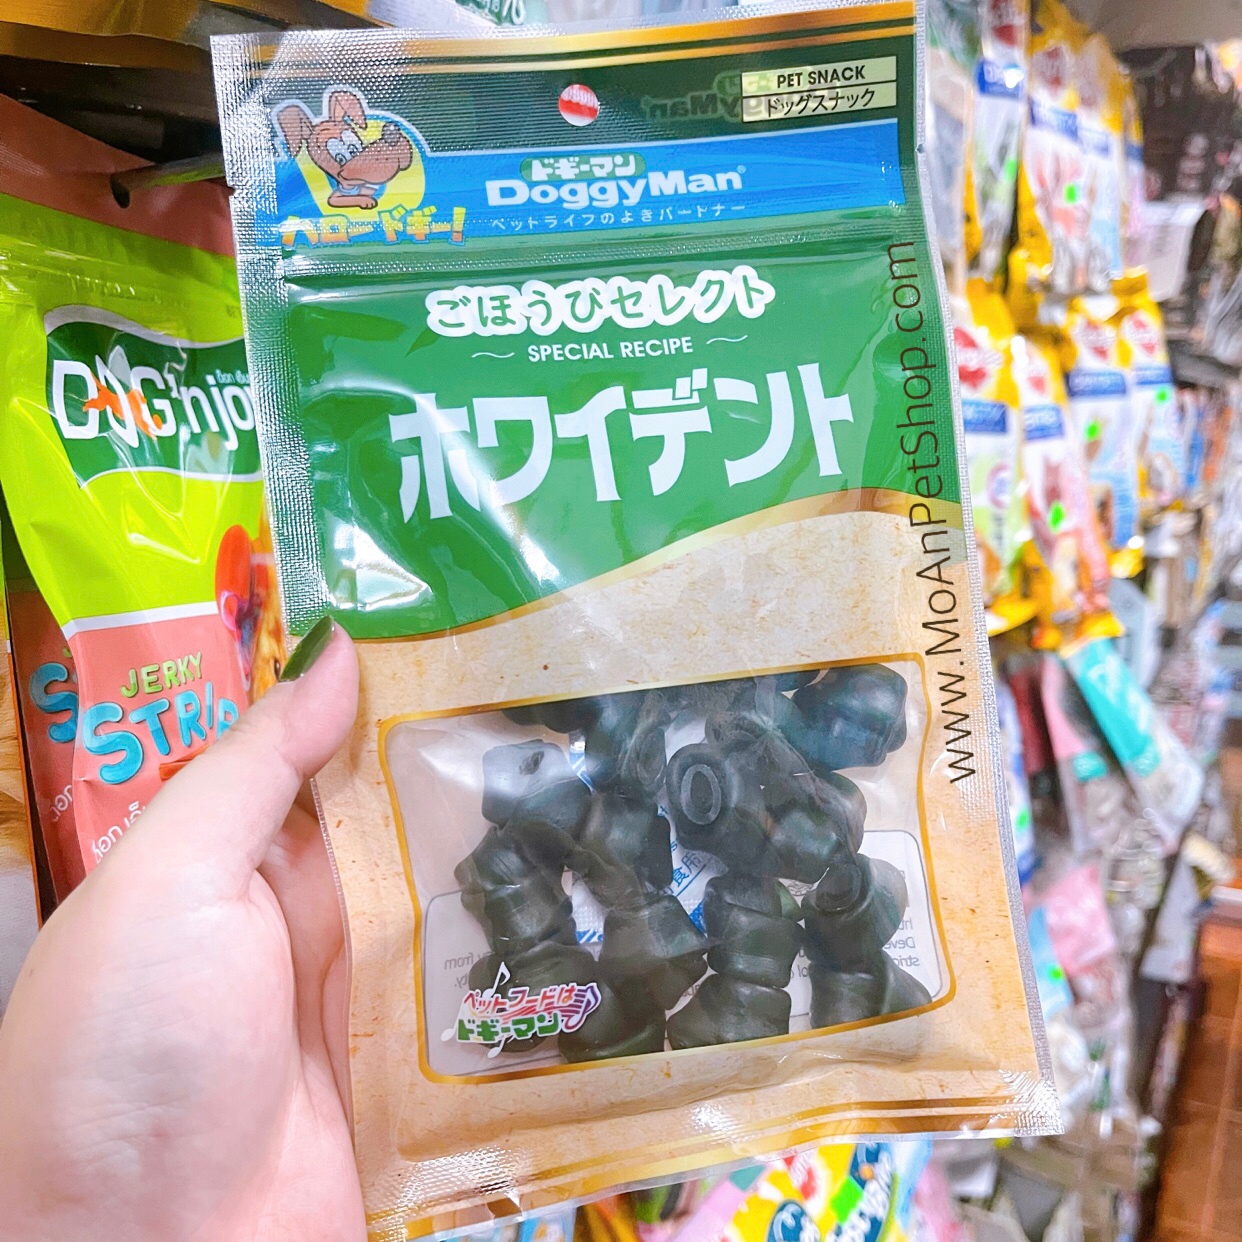 PET SNACK
ドッグスナック
ハロードギー!
ドギーマン
DoggyMan
ペットライフのよきパートナー
ごほうびセレクト
SPECIAL RECIPE
ホワイデント
ペットフードは
ドギーマン
www.MoAnPetShop.com
DOG'njoy
JERKY
STRIP